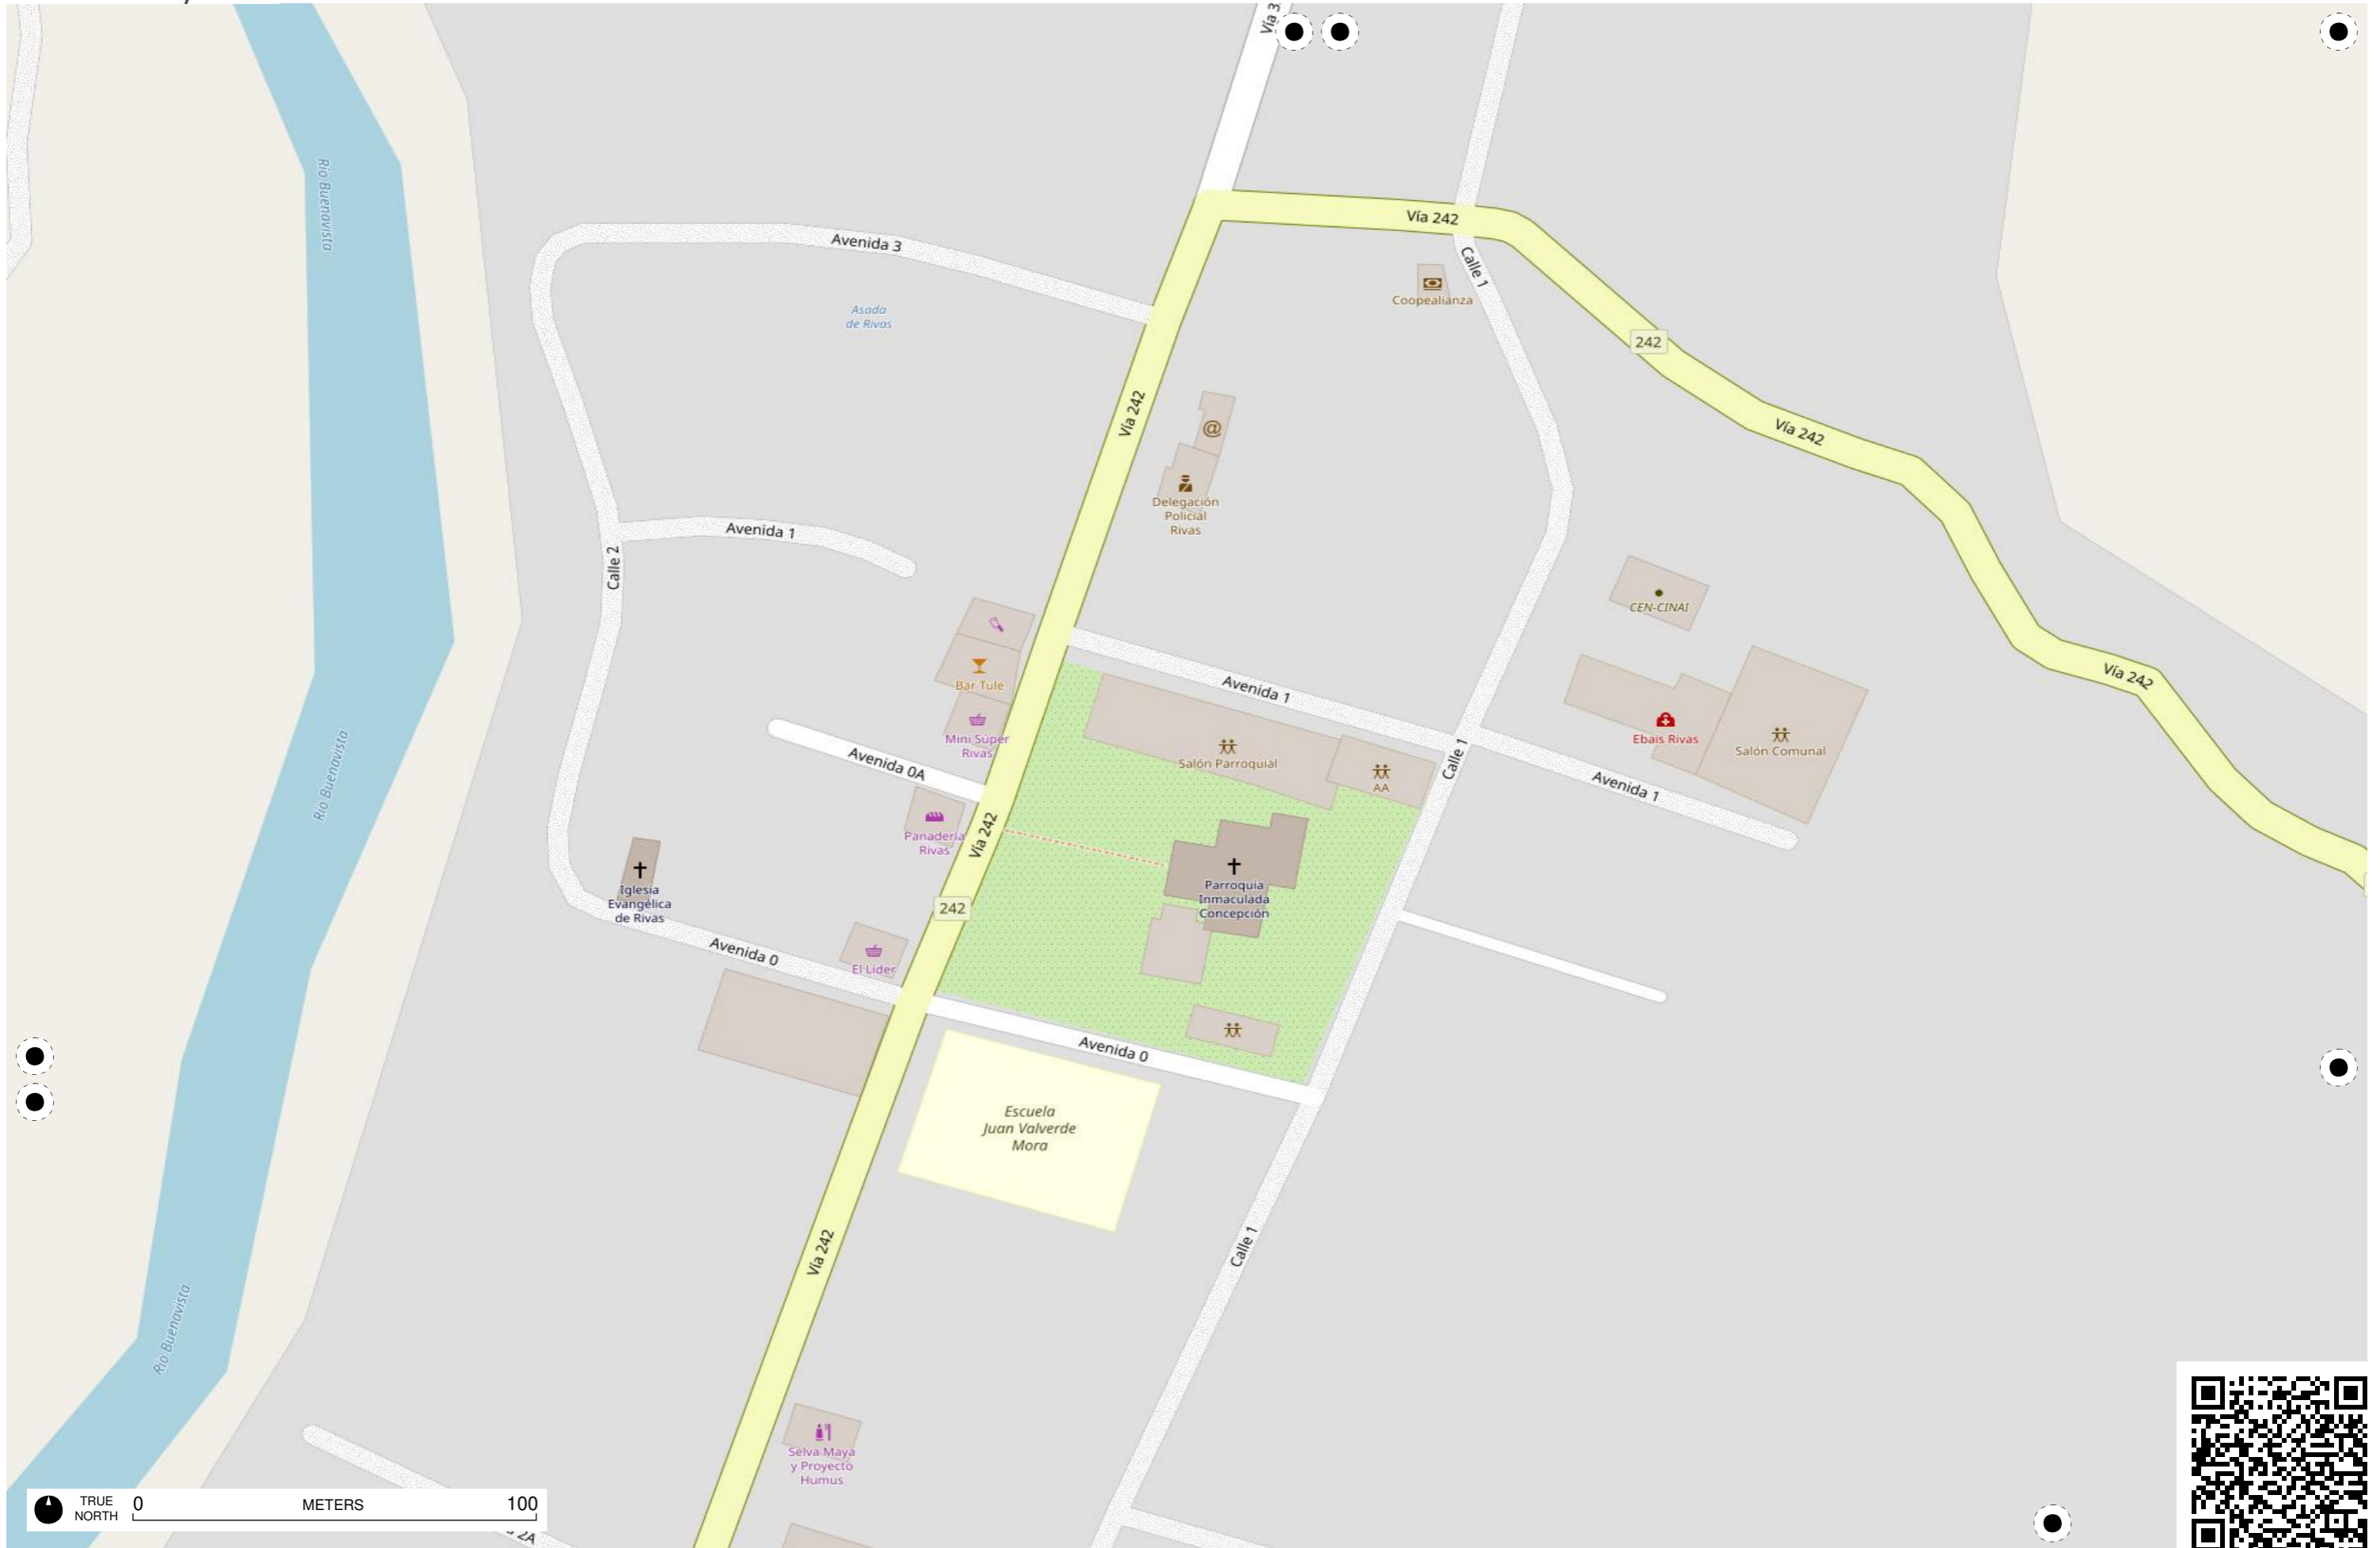 Vía 3
Río Buenavista
Vía 242
Avenida 3
Calle 1
Coopealianza
Asada
de Rivas
242
Vía 242
@
Vía 242
Delegación
Policial
Rivas
Avenida 1
Calle 2
CEN-CINAI
Vía 242
Bar Tule
Avenida 1
Ebais Rivas
Salón Comunal
Mini Súper
Rivas
Salón Parroquial
AA
Calle 1
Avenida 0A
Avenida 1
Río Buenavista
Panadería
Rivas
Vía 242
Iglesia
Evangélica
de Rivas
Parroquia
Inmaculada
Concepción
242
Avenida 0
El Líder
Avenida 0
Escuela
Juan Valverde
Mora
Vía 242
Calle 1
Río Buenavista
Selva Maya
y Proyecto
Humus
TRUE
NORTH
0 METERS 100
2A